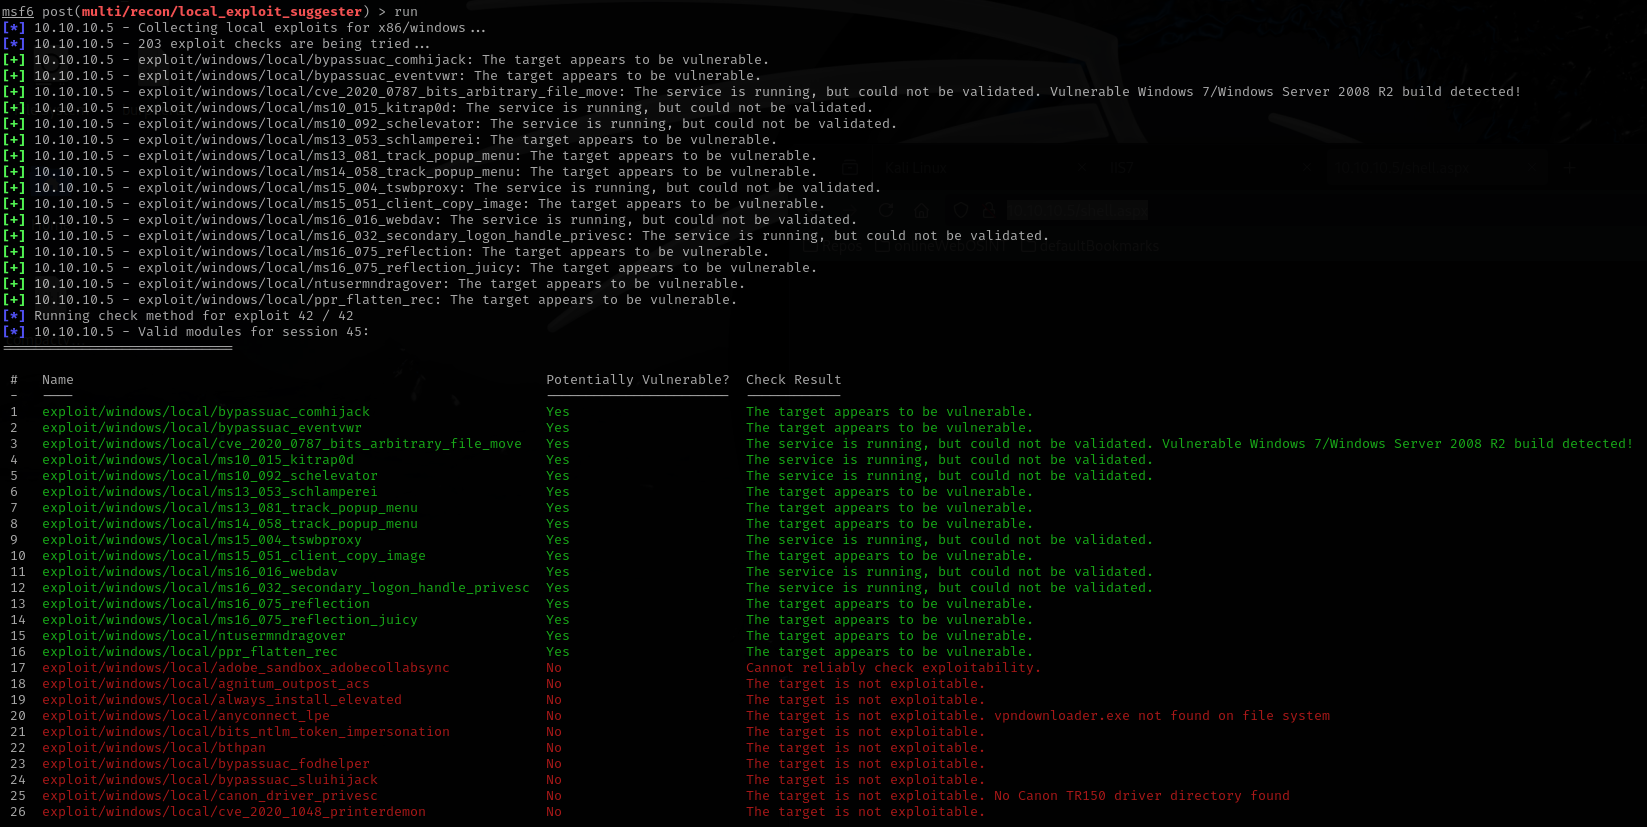 msf6 post(multi/recon/local_exploit_suggester) > run
[*] 10.10.10.5 - Collecting local exploits for x86/windows...
[*] 10.10.10.5 - 203 exploit checks are being tried...
[+] 10.10.10.5 - exploit/windows/local/bypassuac_comhijack: The target appears to be vulnerable.
[+] 10.10.10.5 - exploit/windows/local/bypassuac_eventvwr: The target appears to be vulnerable.
[+] 10.10.10.5 - exploit/windows/local/cve_2020_0787_bits_arbitrary_file_move: The service is running, but could not be validated. Vulnerable Windows 7/Windows Server 2008 R2 build detected!
[+] 10.10.10.5 - exploit/windows/local/ms10_015_kitrap0d: The service is running, but could not be validated.
[+] 10.10.10.5 - exploit/windows/local/ms10_092_schelevator: The service is running, but could not be validated.
[+] 10.10.10.5 - exploit/windows/local/ms13_053_schlamperei: The target appears to be vulnerable.
[+] 10.10.10.5 - exploit/windows/local/ms13_081_track_popup_menu: The target appears to be vulnerable.
[+] 10.10.10.5 - exploit/windows/local/ms14_058_track_popup_menu: The target appears to be vulnerable.
[+] 10.10.10.5 - exploit/windows/local/ms15_004_tswbproxy: The service is running, but could not be validated.
[+] 10.10.10.5 - exploit/windows/local/ms15_051_client_copy_image: The target appears to be vulnerable.
[+] 10.10.10.5 - exploit/windows/local/ms16_016_webdav: The service is running, but could not be validated.
[+] 10.10.10.5 - exploit/windows/local/ms16_032_secondary_logon_handle_privesc: The service is running, but could not be validated.
[+] 10.10.10.5 - exploit/windows/local/ms16_075_reflection: The target appears to be vulnerable.
[+] 10.10.10.5 - exploit/windows/local/ms16_075_reflection_juicy: The target appears to be vulnerable.
[+] 10.10.10.5 - exploit/windows/local/ntusermndragover: The target appears to be vulnerable.
[+] 10.10.10.5 - exploit/windows/local/ppr_flatten_rec: The target appears to be vulnerable.
[*] Running check method for exploit 42 / 42
[*] 10.10.10.5 - Valid modules for session 45:
============================
# Name Potentially Vulnerable? Check Result
- ---- ----------------------- ------------
1 exploit/windows/local/bypassuac_comhijack Yes The target appears to be vulnerable.
2 exploit/windows/local/bypassuac_eventvwr Yes The target appears to be vulnerable.
3 exploit/windows/local/cve_2020_0787_bits_arbitrary_file_move Yes The service is running, but could not be validated. Vulnerable Windows 7/Windows Server 2008 R2 build detected!
4 exploit/windows/local/ms10_015_kitrap0d Yes The service is running, but could not be validated.
5 exploit/windows/local/ms10_092_schelevator Yes The service is running, but could not be validated.
6 exploit/windows/local/ms13_053_schlamperei Yes The target appears to be vulnerable.
7 exploit/windows/local/ms13_081_track_popup_menu Yes The target appears to be vulnerable.
8 exploit/windows/local/ms14_058_track_popup_menu Yes The target appears to be vulnerable.
9 exploit/windows/local/ms15_004_tswbproxy Yes The service is running, but could not be validated.
10 exploit/windows/local/ms15_051_client_copy_image Yes The target appears to be vulnerable.
11 exploit/windows/local/ms16_016_webdav Yes The service is running, but could not be validated.
12 exploit/windows/local/ms16_032_secondary_logon_handle_privesc Yes The service is running, but could not be validated.
13 exploit/windows/local/ms16_075_reflection Yes The target appears to be vulnerable.
14 exploit/windows/local/ms16_075_reflection_juicy Yes The target appears to be vulnerable.
15 exploit/windows/local/ntusermndragover Yes The target appears to be vulnerable.
16 exploit/windows/local/ppr_flatten_rec Yes The target appears to be vulnerable.
17 exploit/windows/local/adobe_sandbox_adobecollabsync No Cannot reliably check exploitability.
18 exploit/windows/local/agnitum_outpost_acs No The target is not exploitable.
19 exploit/windows/local/always_install_elevated No The target is not exploitable.
20 exploit/windows/local/anyconnect_lpe No The target is not exploitable. vpndownloader.exe not found on file system
21 exploit/windows/local/bits_ntlm_token_impersonation No The target is not exploitable.
22 exploit/windows/local/bthpan No The target is not exploitable.
23 exploit/windows/local/bypassuac_fodhelper No The target is not exploitable.
24 exploit/windows/local/bypassuac_sluihijack No The target is not exploitable.
25 exploit/windows/local/canon_driver_privesc No The target is not exploitable. No Canon TR150 driver directory found
26 exploit/windows/local/cve_2020_1048_printerdemon No The target is not exploitable.